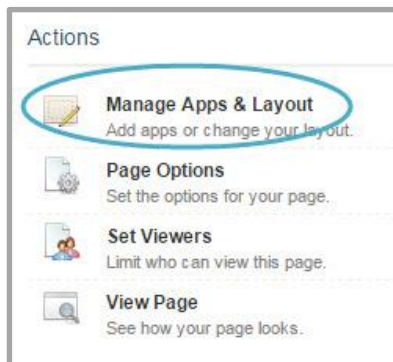 Actions
Manage Apps & Layout
Add apps or change your layout.
Page Options
Set the options for your page.
Set Viewers
Limit who can view this page.
View Page
See how your page looks.